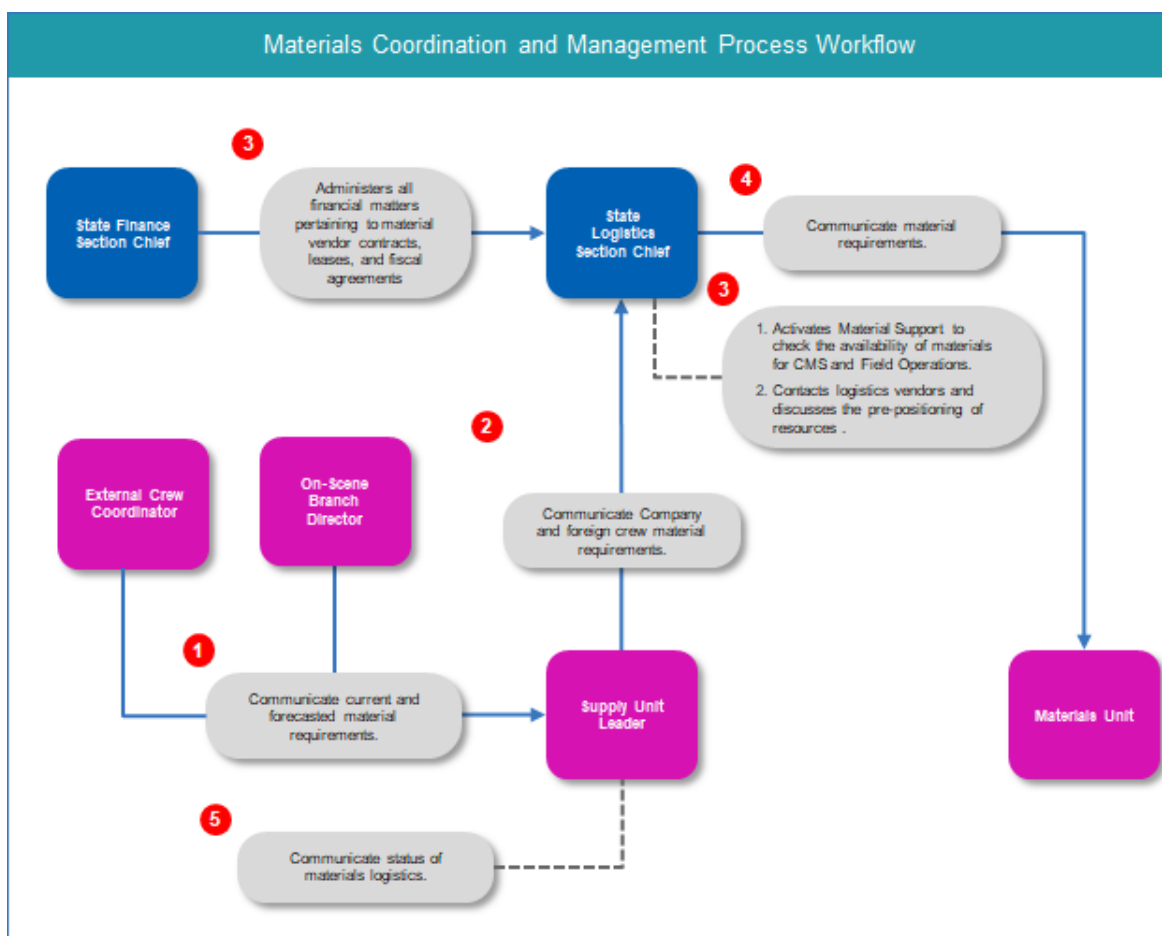 Materials Coordination and Management Process Workflow
3
State Finance
Section Chief
Administers all
financial matters
pertaining to material
vendor contracts,
leases, and fiscal
agreements
State
Logistics
Section Chief
4
Communicate material
requirements.
3
1. Activates Material Support to
check the availability of materials
for CMS and Field Operations.
2. Contacts logistics vendors and
discusses the pre-positioning of
resources .
2
External Crew
Coordinator
On-Scene
Branch
Director
Communicate Company
and foreign crew material
requirements.
1
Communicate current and
forecasted material
requirements.
Supply Unit
Leader
Materials Unit
5
Communicate status of
materials logistics.